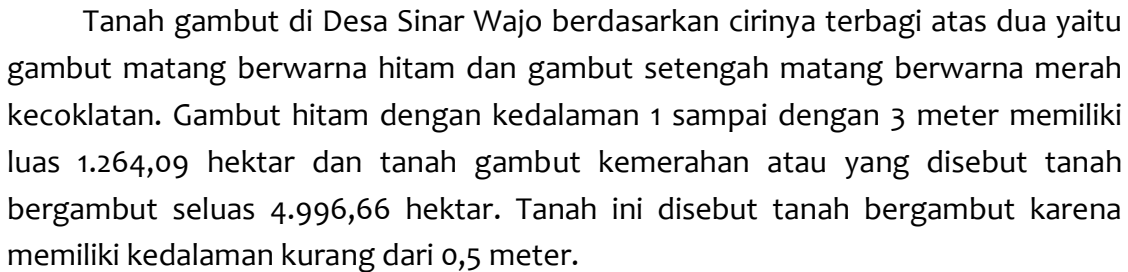 Tanah gambut di Desa Sinar Wajo berdasarkan cirinya terbagi atas dua yaitu
gambut matang berwarna hitam dan gambut setengah matang berwarna merah
kecoklatan. Gambut hitam dengan kedalaman 1 sampai dengan 3 meter memiliki
luas 1.264,09 hektar dan tanah gambut kemerahan atau yang disebut tanah
bergambut seluas 4.996,66 hektar. Tanah ini disebut tanah bergambut karena
memiliki kedalaman kurang dari 0,5 meter.